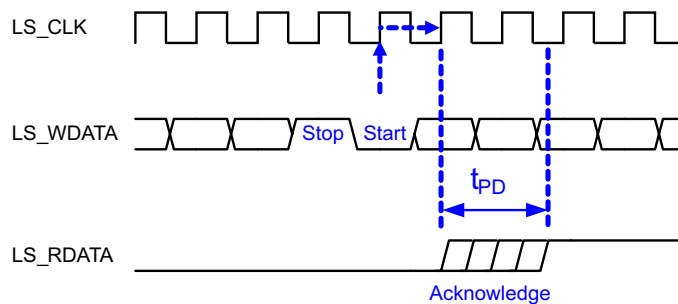 LS_CLK
LS_WDATA
Stop
Start
tPD
LS_RDATA
Acknowledge